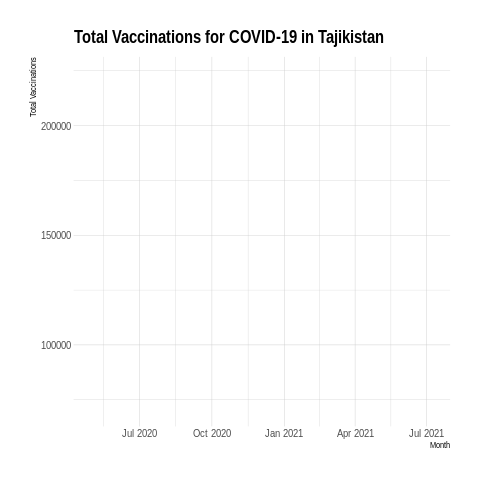 Total Vaccinations for COVID-19 in Tajikistan
Total Vaccinations
200000
150000
100000
Jul 2020 Oct 2020 Jan 2021 Apr 2021 Jul 2021
Month